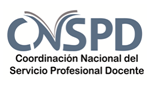 CNSPD
Coordinación Nacional del
Servicio Profesional Docente